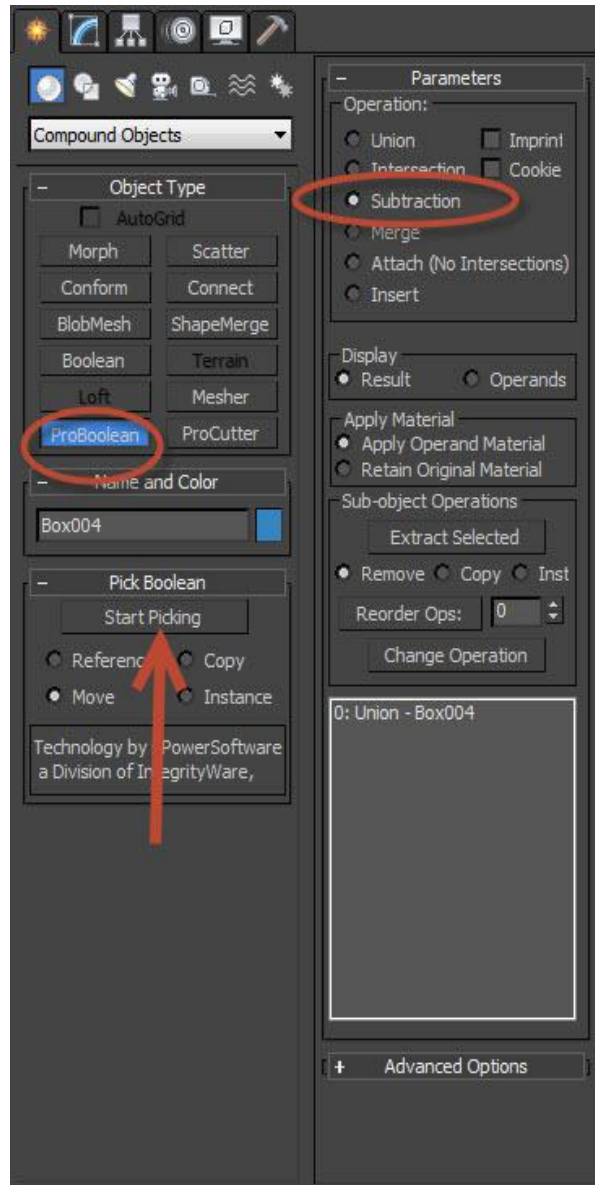 Compound Objects
Object Type
AutoGrid
Morph
Scatter
Conform
Connect
BlobMesh
ShapeMerge
Boolean
Terrain
Loft
Mesher
ProBoolean
ProCutter
Name and Color
Box004
Pick Boolean
Start Picking
Reference
Copy
Move
Instance
Technology by PowerSoftware
a Division of IntegrityWare,
Parameters
Operation:
Union
Imprint
Intersection
Cookie
Subtraction
Merge
Attach (No Intersections)
Insert
Display
Result
Operands
Apply Material
Apply Operand Material
Retain Original Material
Sub-object Operations
Extract Selected
Remove
Copy
Inst
Reorder Ops:
0
Change Operation
0: Union - Box004
Advanced Options